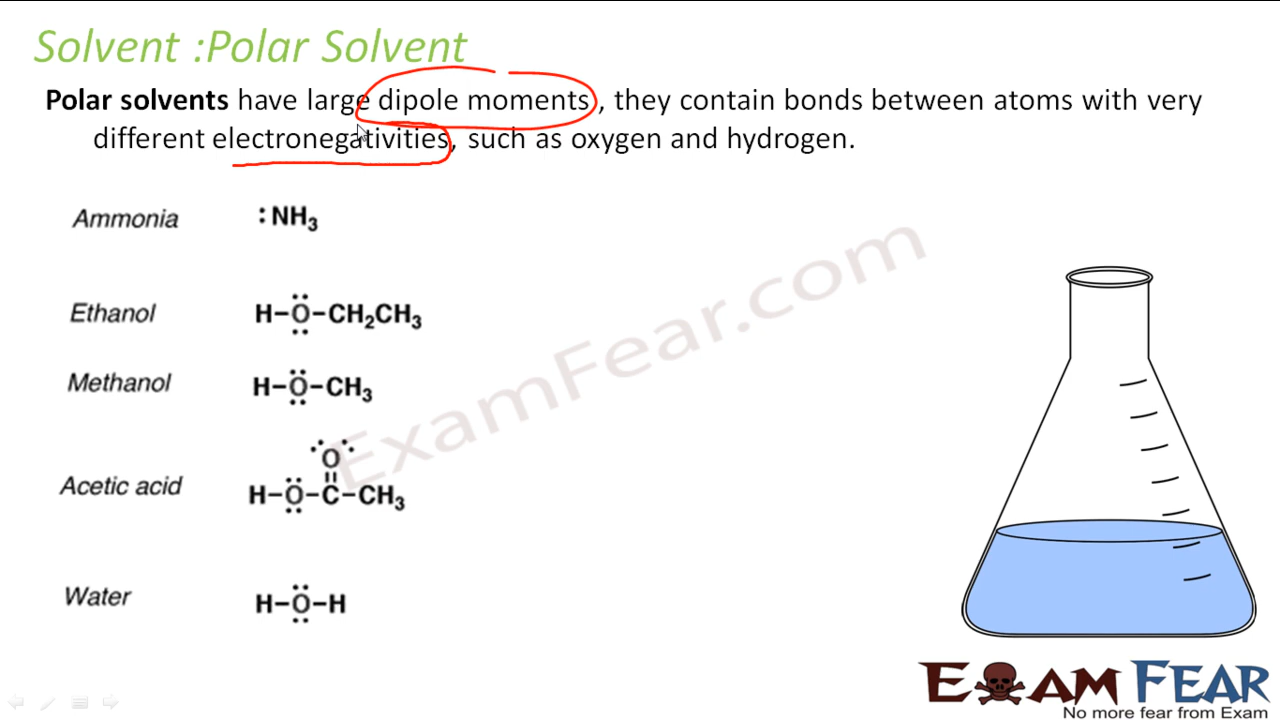 Solvent :Polar Solvent
Polar solvents have large dipole moments , they contain bonds between atoms with very
different electronegativities, such as oxygen and hydrogen.
Ammonia :NH₃
Ethanol H–Ö–CH₂CH₃
Methanol H–Ö–CH₃
O
Acetic acid H–Ö–C–CH₃
Water H–Ö–H
ExamFear.com
EXAM FEAR
No more fear from Exam